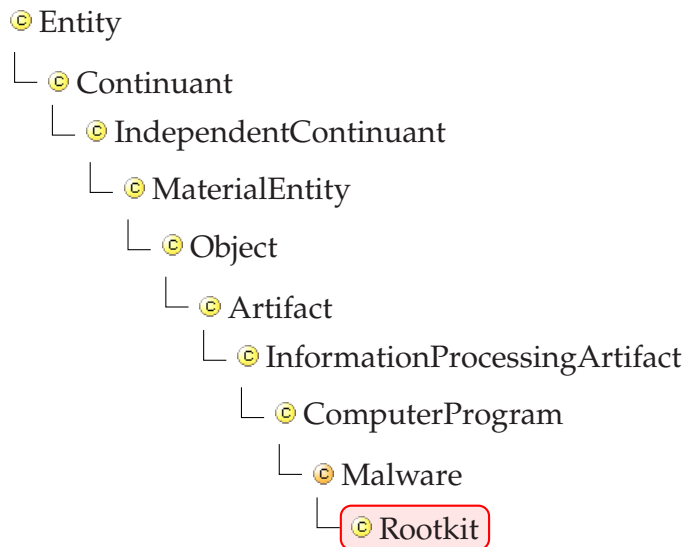 Entity
Continuant
IndependentContinuant
MaterialEntity
Object
Artifact
InformationProcessingArtifact
ComputerProgram
Malware
Rootkit